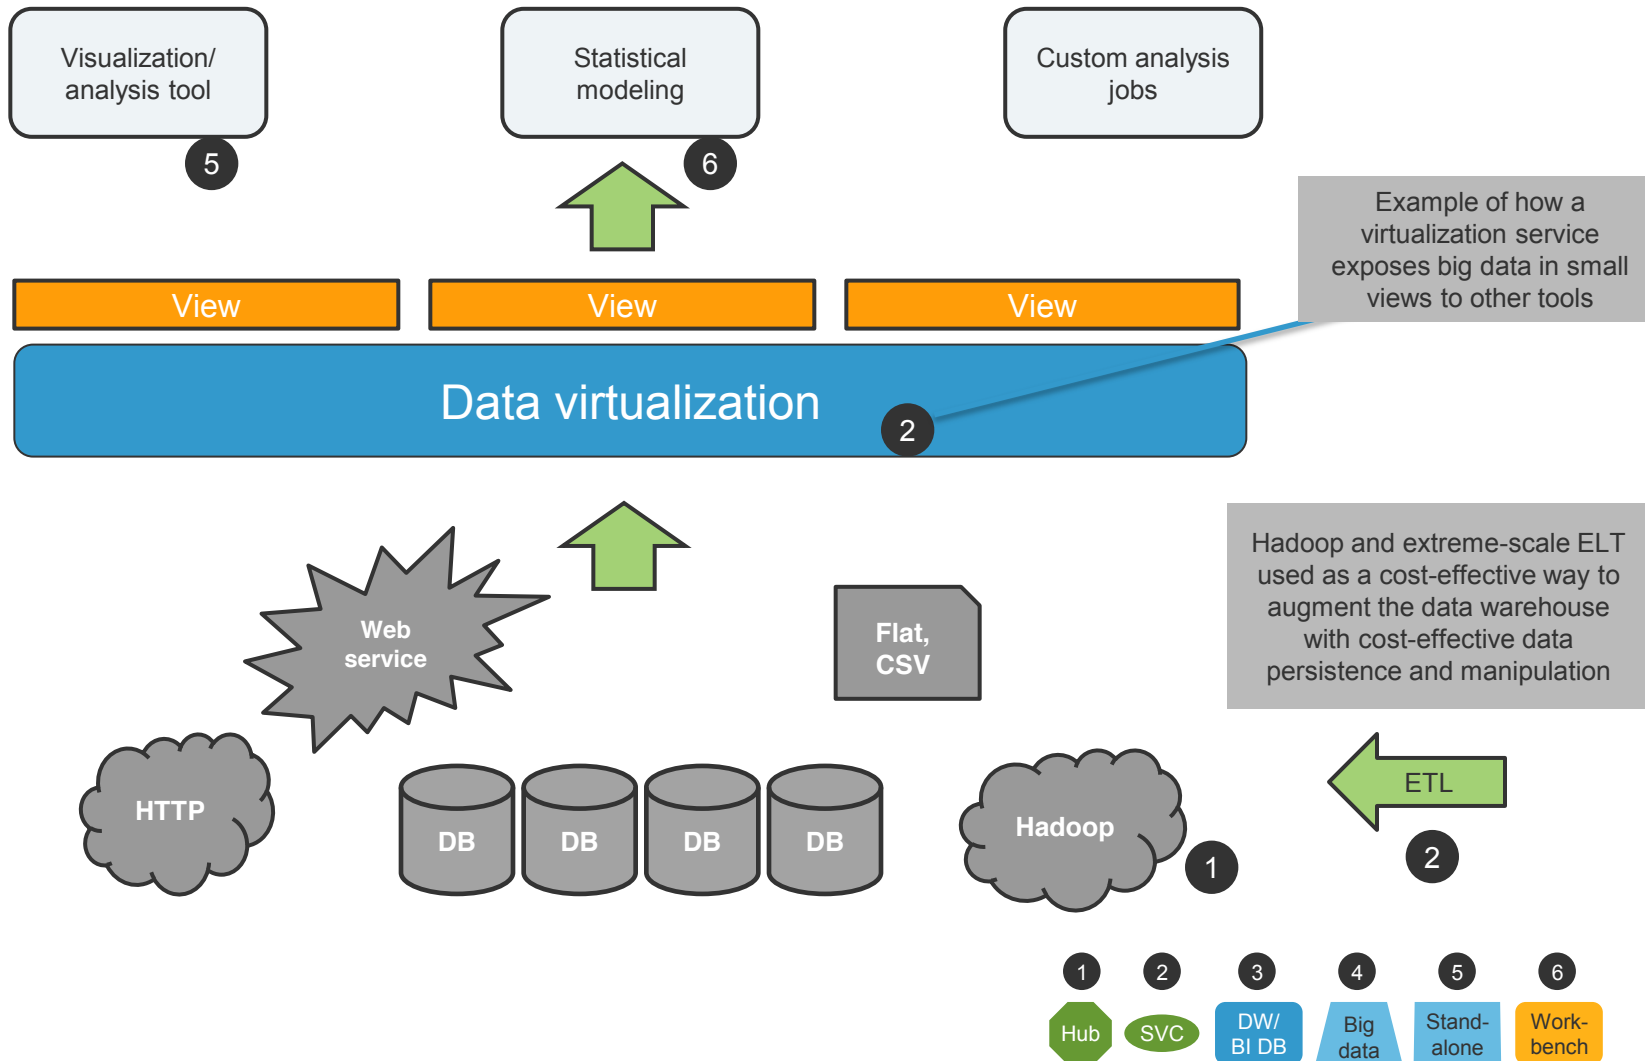 Visualization/
analysis tool
5
Statistical
modeling
6
Custom analysis
jobs
Example of how a
virtualization service
exposes big data in small
views to other tools
View
View
View
Data virtualization
2
Hadoop and extreme-scale ELT
used as a cost-effective way to
augment the data warehouse
with cost-effective data
persistence and manipulation
Web
service
Flat,
CSV
HTTP
DB
DB
DB
DB
Hadoop
1
ETL
2
1
2
3
4
5
6
Hub
SVC
DW/
BI DB
Big
data
Stand-
alone
Work-
bench